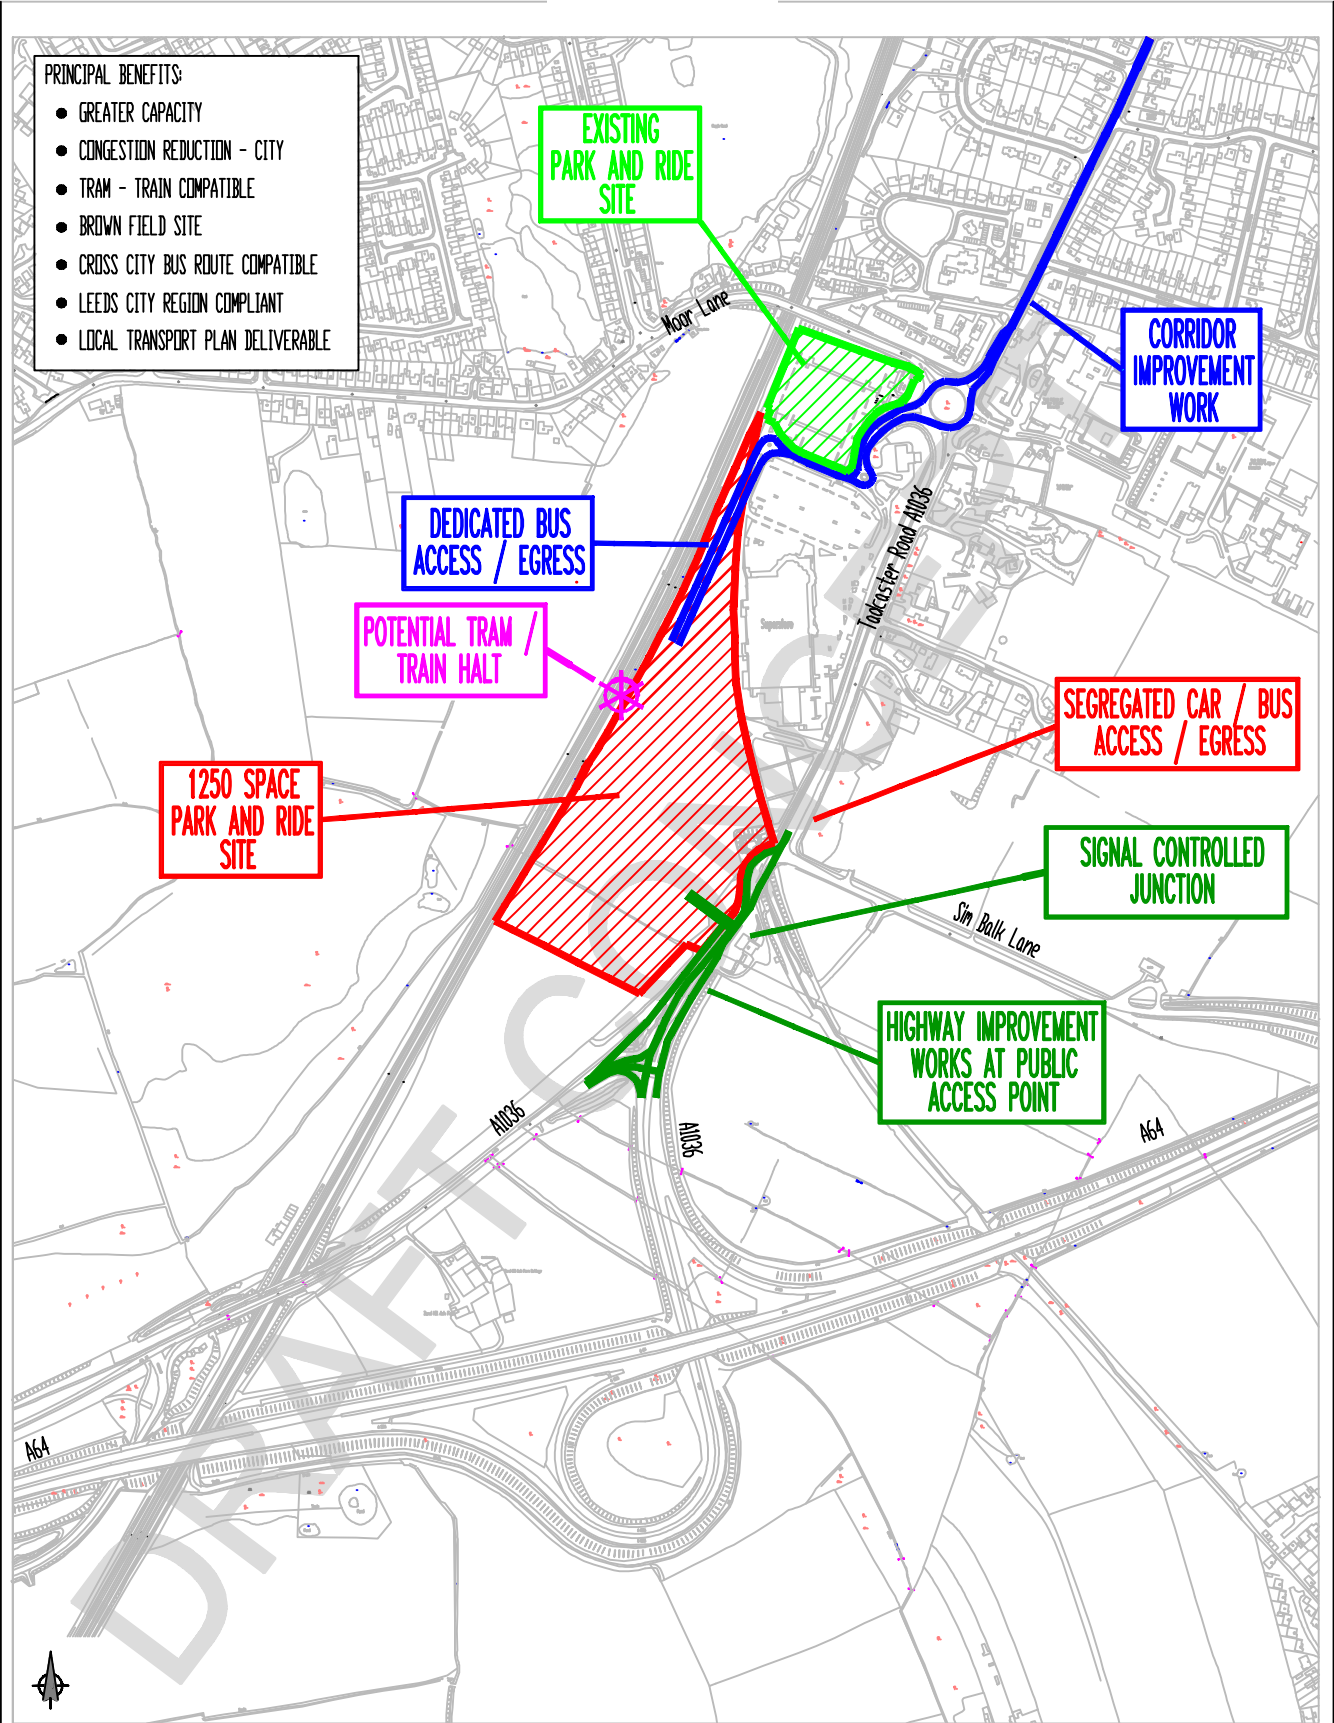 PRINCIPAL BENEFITS:
● GREATER CAPACITY
● CONGESTION REDUCTION - CITY
● TRAM - TRAIN COMPATIBLE
● BROWN FIELD SITE
● CROSS CITY BUS ROUTE COMPATIBLE
● LEEDS CITY REGION COMPLIANT
● LOCAL TRANSPORT PLAN DELIVERABLE
EXISTING
PARK AND RIDE
SITE
Moor Lane
CORRIDOR
IMPROVEMENT
WORK
DEDICATED BUS
ACCESS / EGRESS
Tadcaster Road A1036
POTENTIAL TRAM /
TRAIN HALT
Superstore
SEGREGATED CAR / BUS
ACCESS / EGRESS
1250 SPACE
PARK AND RIDE
SITE
SIGNAL CONTROLLED
JUNCTION
Sim Balk Lane
HIGHWAY IMPROVEMENT
WORKS AT PUBLIC
ACCESS POINT
A1036
A1036
A64
A64